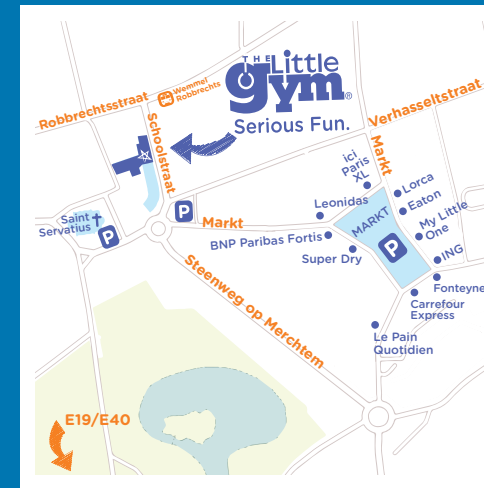 THE
Little
gym®
Serious Fun.
Wemmel
Robbrechts
Robbrechtsstraat
Verhasseltstraat
Schoolstraat
Markt
ici
Paris
XL
Lorca
Eaton
My Little
One
Leonidas
MARKT
P
P
Markt
Saint
Servatius
P
BNP Paribas Fortis
Super Dry
P
ING
Fonteyne
Carrefour
Express
Steenweg op Merchtem
Le Pain
Quotidien
E19/E40